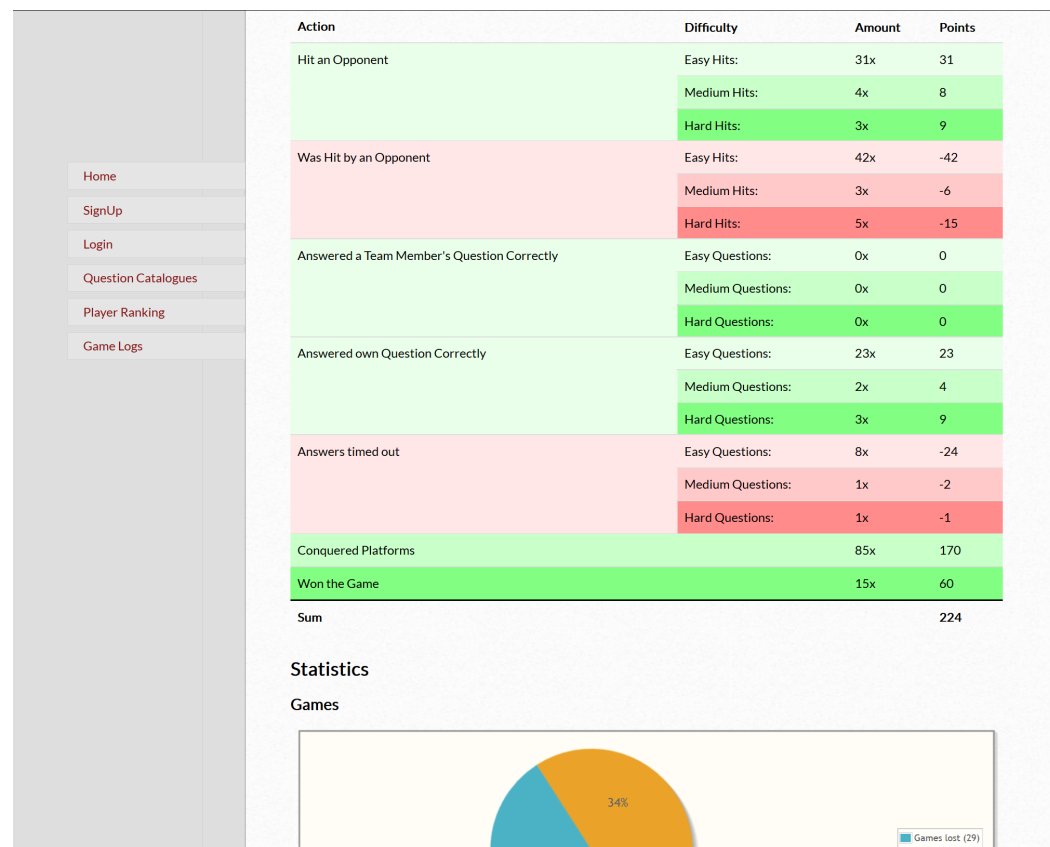 Action Difficulty Amount Points
Hit an Opponent Easy Hits: 31x 31
Medium Hits: 4x 8
Hard Hits: 3x 9
Was Hit by an Opponent Easy Hits: 42x -42
Medium Hits: 3x -6
Hard Hits: 5x -15
Answered a Team Member's Question Correctly Easy Questions: 0x 0
Medium Questions: 0x 0
Hard Questions: 0x 0
Answered own Question Correctly Easy Questions: 23x 23
Medium Questions: 2x 4
Hard Questions: 3x 9
Answers timed out Easy Questions: 8x -24
Medium Questions: 1x -2
Hard Questions: 1x -1
Conquered Platforms 85x 170
Won the Game 15x 60
Sum 224
Home
SignUp
Login
Question Catalogues
Player Ranking
Game Logs
Statistics
Games
34%
Games lost (29)